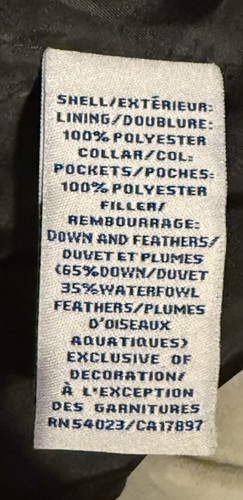 SHELL/EXTÉRIEUR:
LINING/DOUBLURE:
100% POLYESTER
COLLAR/COL:
POCKETS/POCHES:
100% POLYESTER
FILLER/
REMBOURRAGE:
DOWN AND FEATHERS/
DUVET ET PLUMES
(65%DOWN/DUVET
35%WATERFOWL
FEATHERS/PLUMES
D'OISEAUX
AQUATIQUES)
EXCLUSIVE OF
DECORATION/
À L'EXCEPTION
DES GARNITURES
RN54023/CA17897